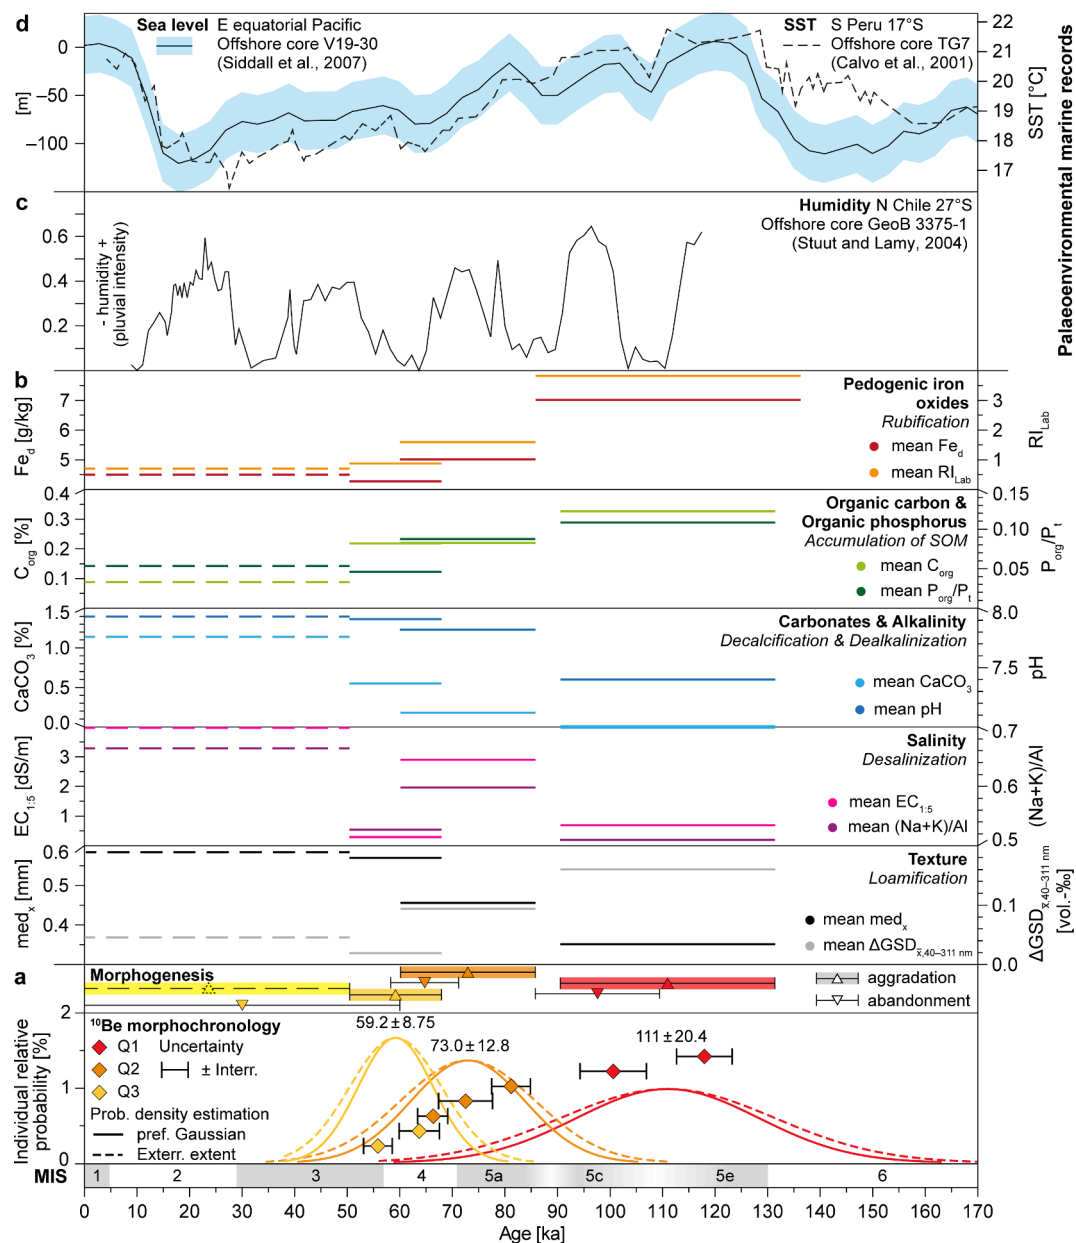 d
Sea level E equatorial Pacific
Offshore core V19-30
(Siddall et al., 2007)
SST S Peru 17°S
Offshore core TG7
(Calvo et al., 2001)
0
−50
−100
[m]
22
21
20
19
18
17
SST [°C]
Palaeoenvironmental marine records
c
Humidity N Chile 27°S
Offshore core GeoB 3375-1
(Stuut and Lamy, 2004)
0.6
0.4
0.2
- humidity +
(pluvial intensity)
b
Pedogenic iron
oxides
Rubification
mean Fed
mean RILab
7
6
5
Fed [g/kg]
3
2
1
RILab
Organic carbon &
Organic phosphorus
Accumulation of SOM
mean Corg
mean Porg/Pt
0.4
0.3
0.2
0.1
Corg [%]
0.15
0.10
0.05
Porg/Pt
Carbonates & Alkalinity
Decalcification & Dealkalinization
mean CaCO3
mean pH
1.5
1.0
0.5
0.0
CaCO3 [%]
8.0
7.5
pH
Salinity
Desalinization
mean EC1:5
mean (Na+K)/Al
3
2
1
EC1:5 [dS/m]
0.7
0.6
0.5
(Na+K)/Al
Texture
Loamification
mean medx
mean ΔGSDx̅,40–311 nm
0.6
0.4
medx [mm]
0.1
0.0
ΔGSDx̅,40–311 nm
[vol.-‰]
a
Morphogenesis
aggradation
abandonment
10Be morphochronology
Q1 Uncertainty
Q2 ± Interr.
Q3
Prob. density estimation
pref. Gaussian
Exterr. extent
59.2 ± 8.75
73.0 ± 12.8
111 ± 20.4
2
1
0
Individual relative
probability [%]
MIS 1 2 3 4 5a 5c 5e 6
0 10 20 30 40 50 60 70 80 90 100 110 120 130 140 150 160 170
Age [ka]